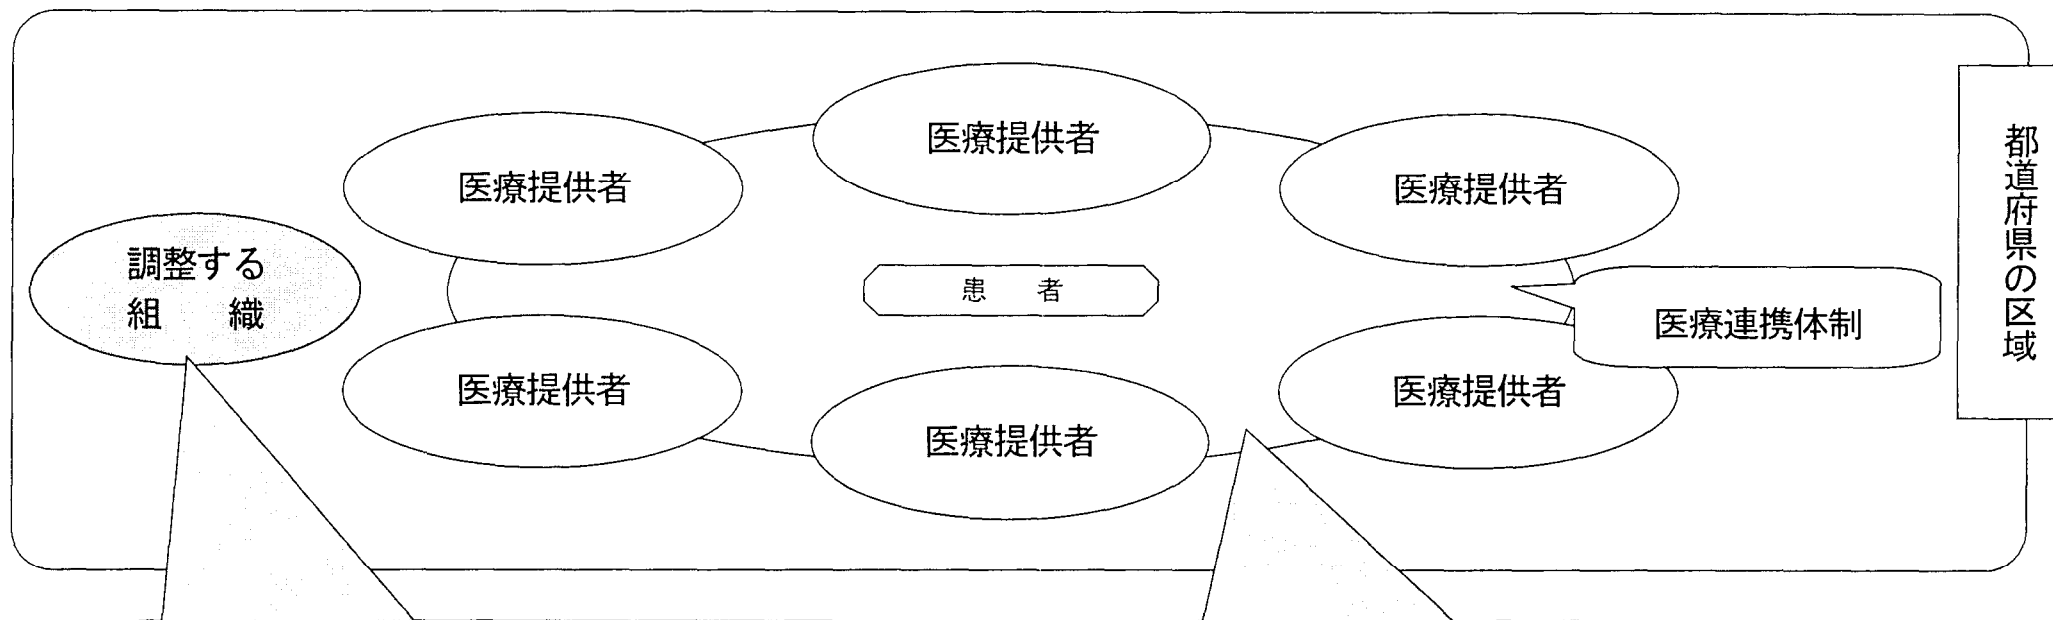 医療提供者
医療提供者
医療提供者
調整する
組　織
患　者
医療連携体制
医療提供者
医療提供者
医療提供者
都道府県の区域